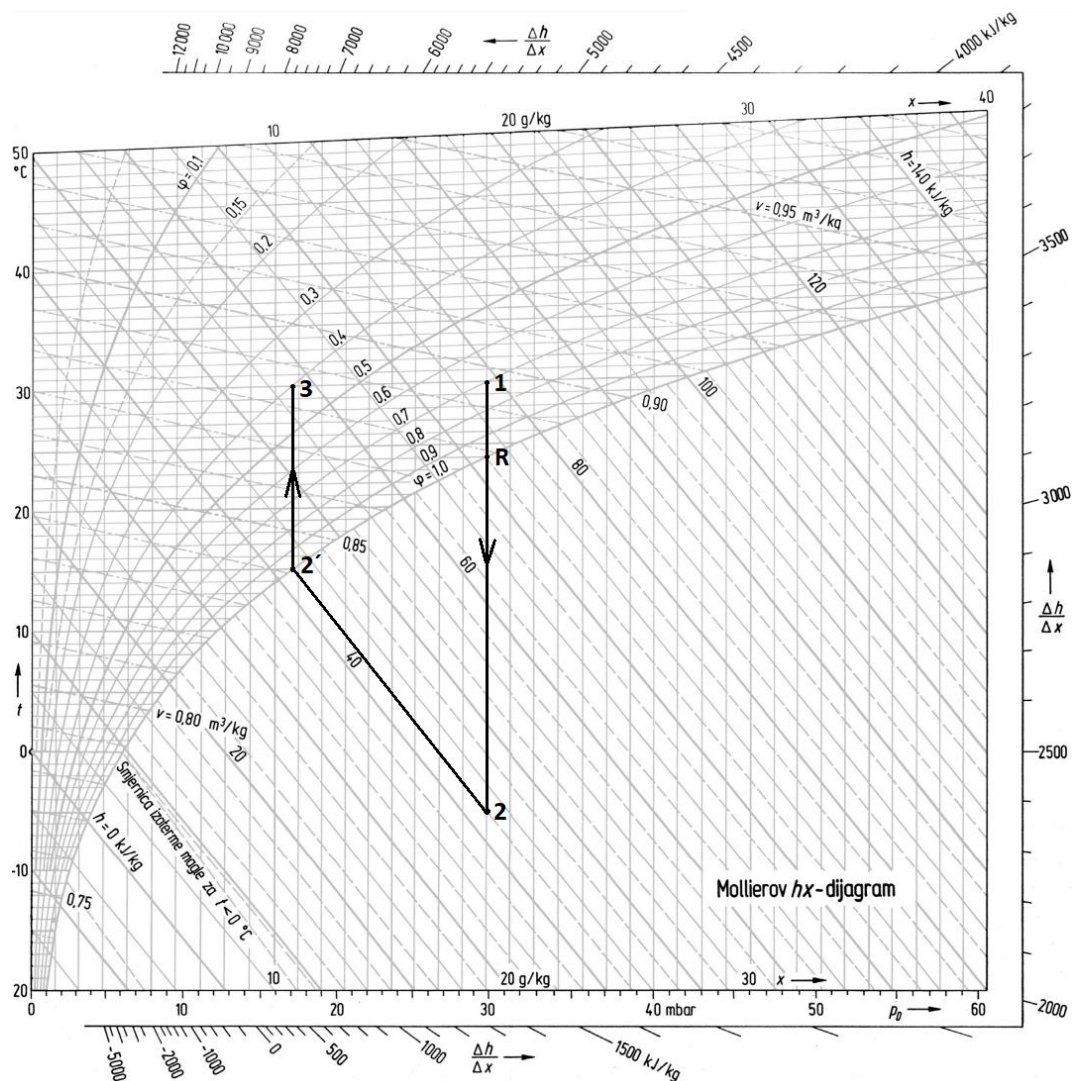 12000 10000 9000 8000 7000 6000 Δh/Δx 5000 4500 4000 kJ/kg
10 20 g/kg 30 x 40
50
°C
φ=0,1
0,15
0,2
0,3
0,4
0,5
0,6
0,7
0,8
0,9
φ=1,0
h=140 kJ/kg
v=0,95 m³/kg
120
3500
40
30
3
1
100
0,90
R
80
3000
20
0,85
2´
60
Δh/Δx
10
40
t
v=0,80 m³/kg
20
0
2
2500
Smjernica izoterme magle za t<0 °C
h=0 kJ/kg
-10
0,75
Mollierov hx-dijagram
10 20 g/kg 30 x
20
0 10 20 30 40 mbar 50 p_D 60
2000
-5000 -2000 -1000 0 500 1000 Δh/Δx 1500 kJ/kg